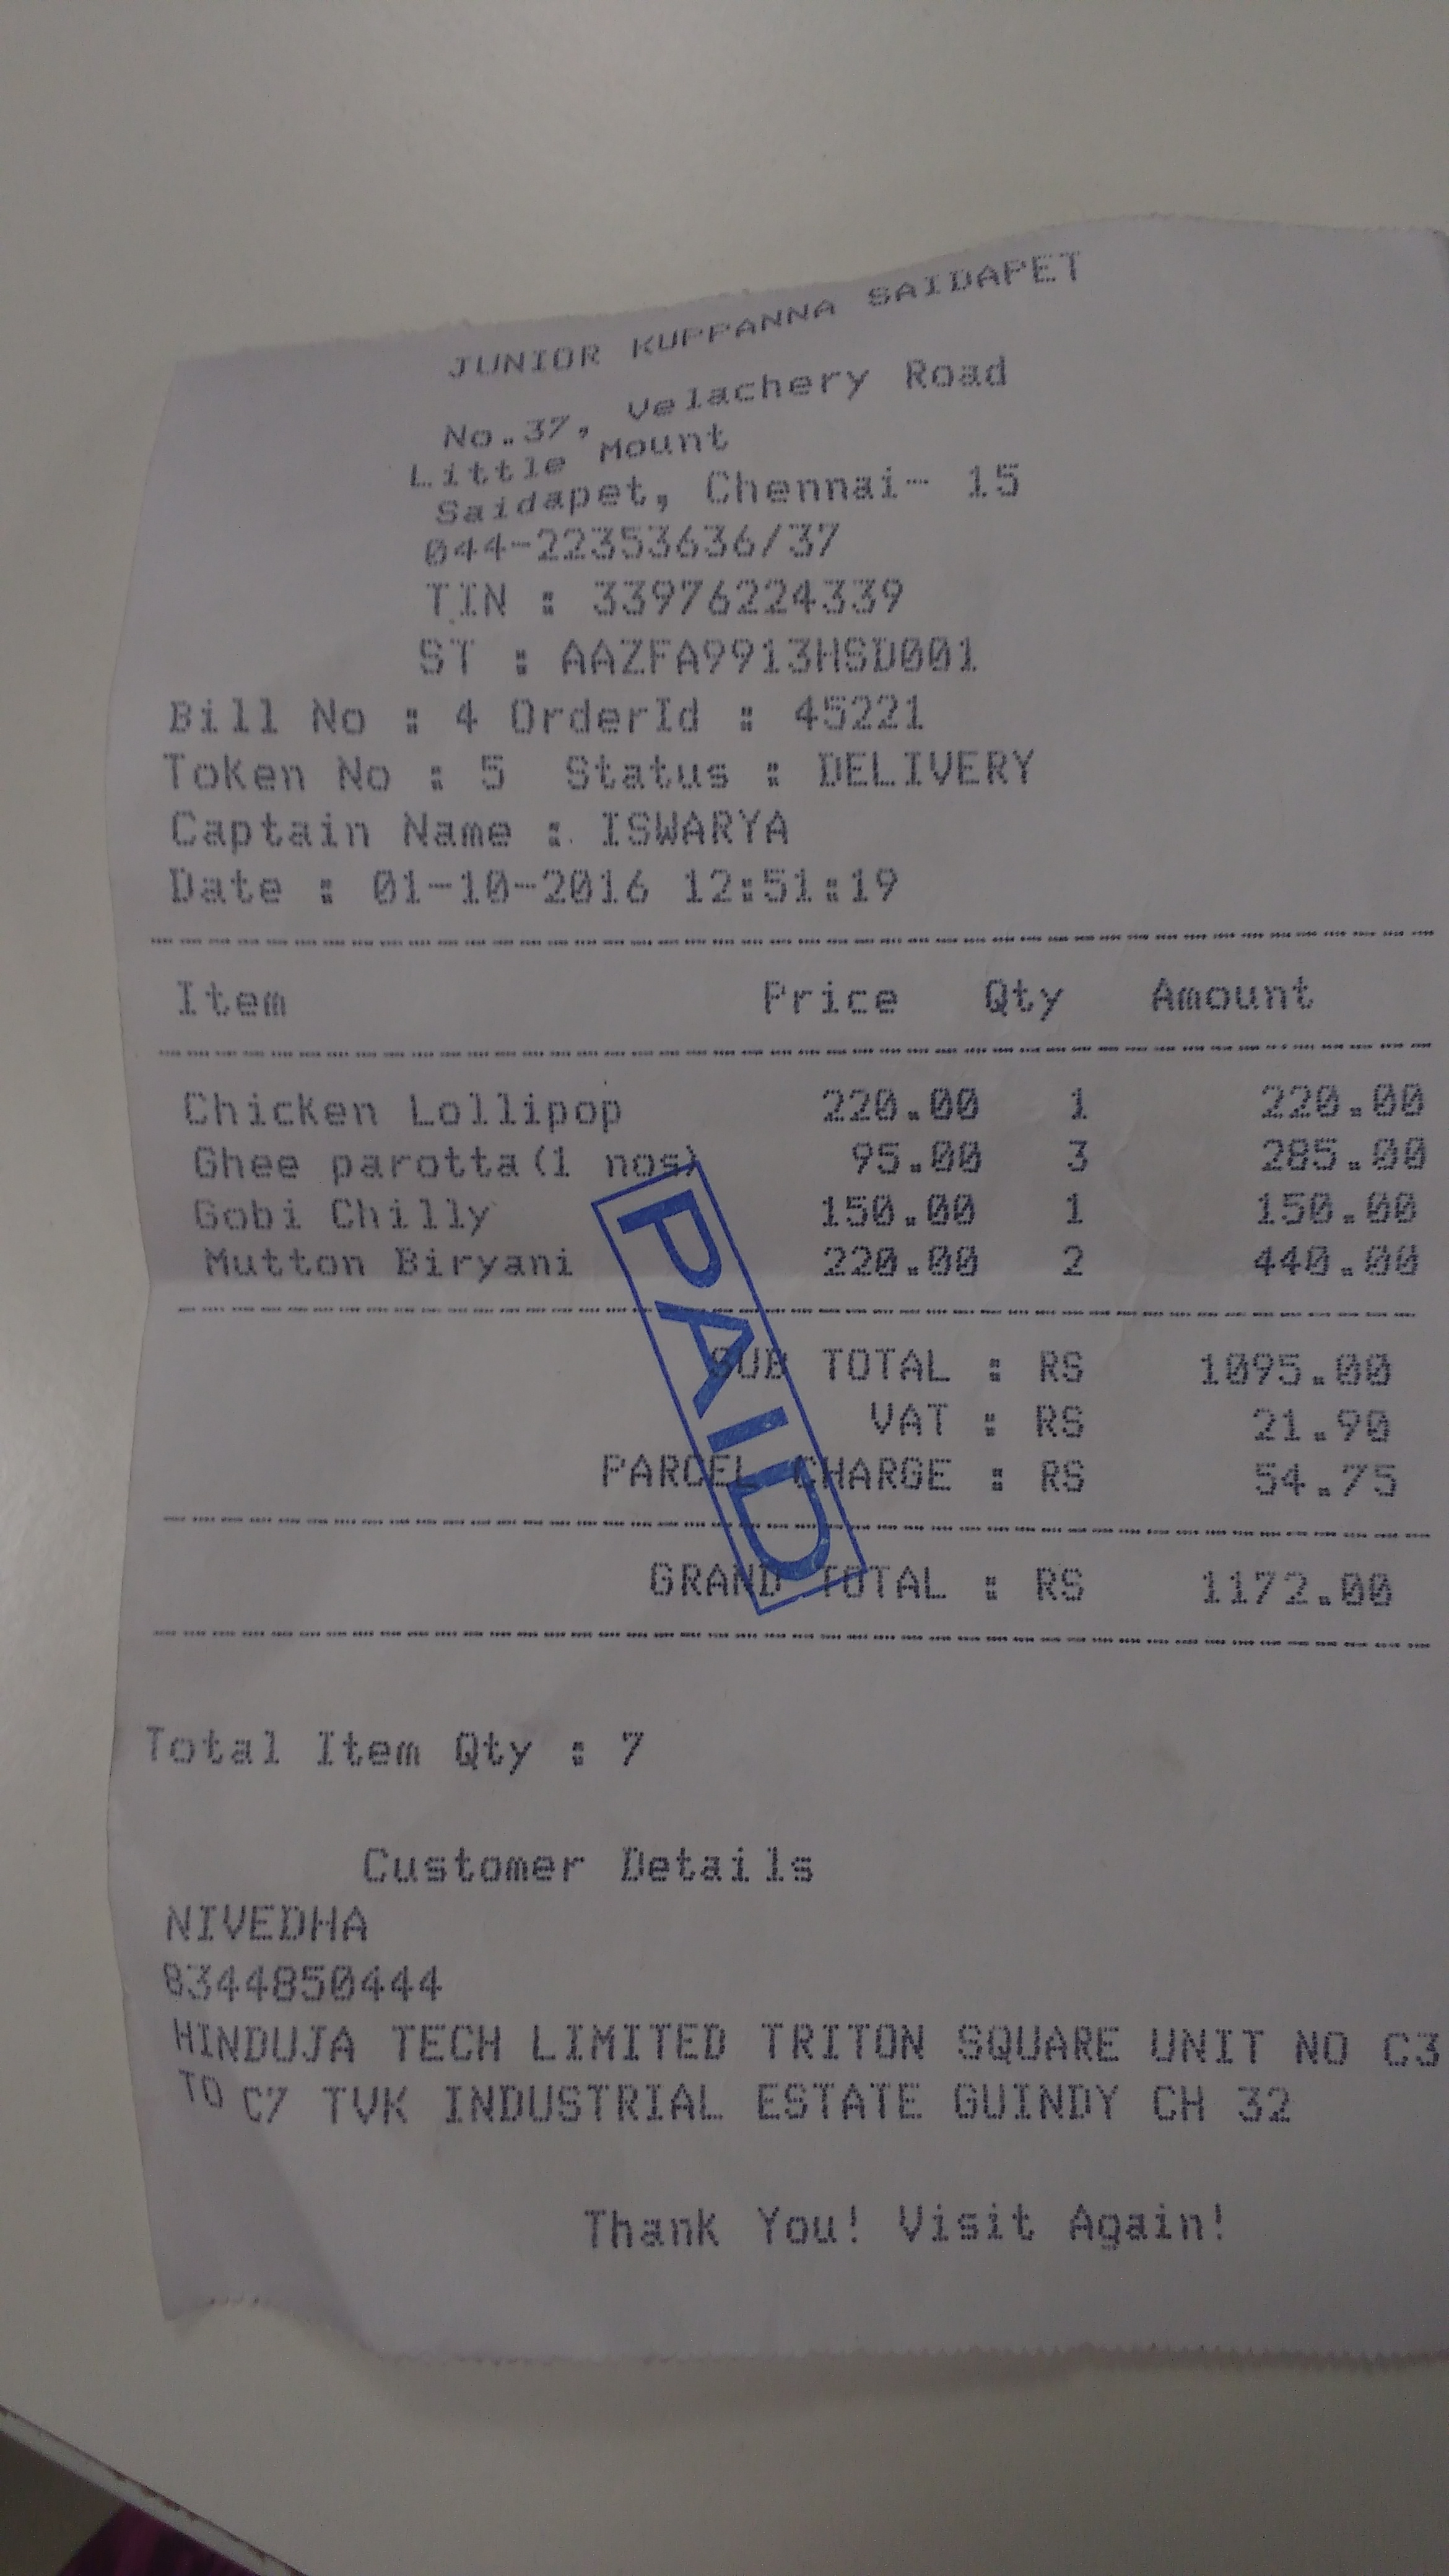 JUNIOR KUPPANNA SAIDAPET
No.37, Velachery Road
Little Mount
Saidapet, Chennai- 15
044-22353636/37
TIN : 33976224339
ST : AAZFA9913HSD001
Bill No : 4 OrderId : 45221
Token No : 5 Status : DELIVERY
Captain Name : ISWARYA
Date : 01-10-2016 12:51:19
Item Price Qty Amount
Chicken Lollipop 220.00 1 220.00
Ghee parotta(1 nos) 95.00 3 285.00
Gobi Chilly 150.00 1 150.00
Mutton Biryani 220.00 2 440.00
PAID
SUB TOTAL : RS 1095.00
VAT : RS 21.90
PARCEL CHARGE : RS 54.75
GRAND TOTAL : RS 1172.00
Total Item Qty : 7
Customer Details
NIVEDHA
8344850444
HINDUJA TECH LIMITED TRITON SQUARE UNIT NO C3
TO C7 TVK INDUSTRIAL ESTATE GUINDY CH 32
Thank You! Visit Again!